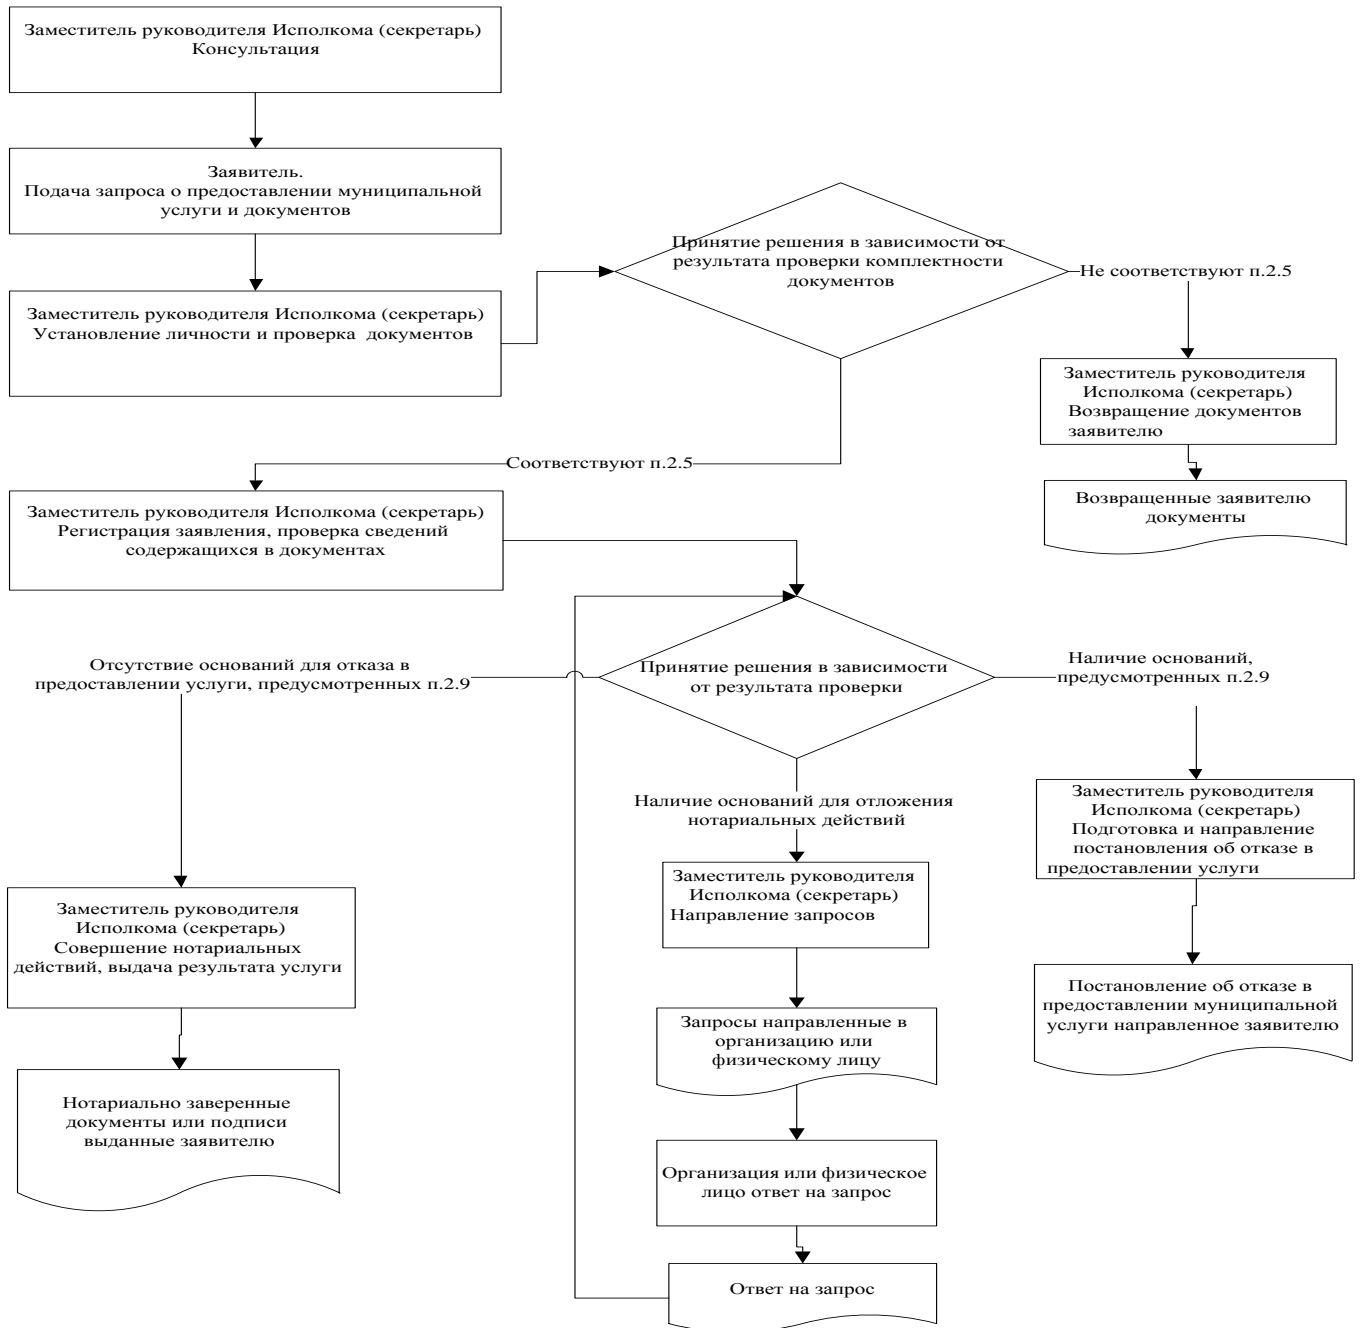 Заместитель руководителя Исполкома (секретарь)
Консультация
Заявитель.
Подача запроса о предоставлении муниципальной
услуги и документов
Заместитель руководителя Исполкома (секретарь)
Установление личности и проверка документов
Принятие решения в зависимости от
результата проверки комплектности
документов
Не соответствуют п.2.5
Заместитель руководителя
Исполкома (секретарь)
Возвращение документов
заявителю
Возвращенные заявителю
документы
Соответствуют п.2.5
Заместитель руководителя Исполкома (секретарь)
Регистрация заявления, проверка сведений
содержащихся в документах
Принятие решения в зависимости
от результата проверки
Отсутствие оснований для отказа в
предоставлении услуги, предусмотренных п.2.9
Наличие оснований,
предусмотренных п.2.9
Наличие оснований для отложения
нотариальных действий
Заместитель руководителя
Исполкома (секретарь)
Совершение нотариальных
действий, выдача результата услуги
Нотариально заверенные
документы или подписи
выданные заявителю
Заместитель руководителя
Исполкома (секретарь)
Направление запросов
Запросы направленные в
организацию или
физическому лицу
Организация или физическое
лицо ответ на запрос
Ответ на запрос
Заместитель руководителя
Исполкома (секретарь)
Подготовка и направление
постановления об отказе в
предоставлении услуги
Постановление об отказе в
предоставлении муниципальной
услуги направленное заявителю